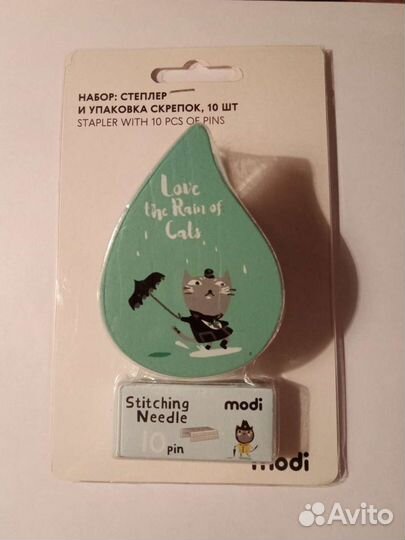 НАБОР: СТЕПЛЕР
И УПАКОВКА СКРЕПОК, 10 ШТ
STAPLER WITH 10 PCS OF PINS
Love
the Rain of
Cats
Stitching
Needle
modi
10 pin
modi
Avito